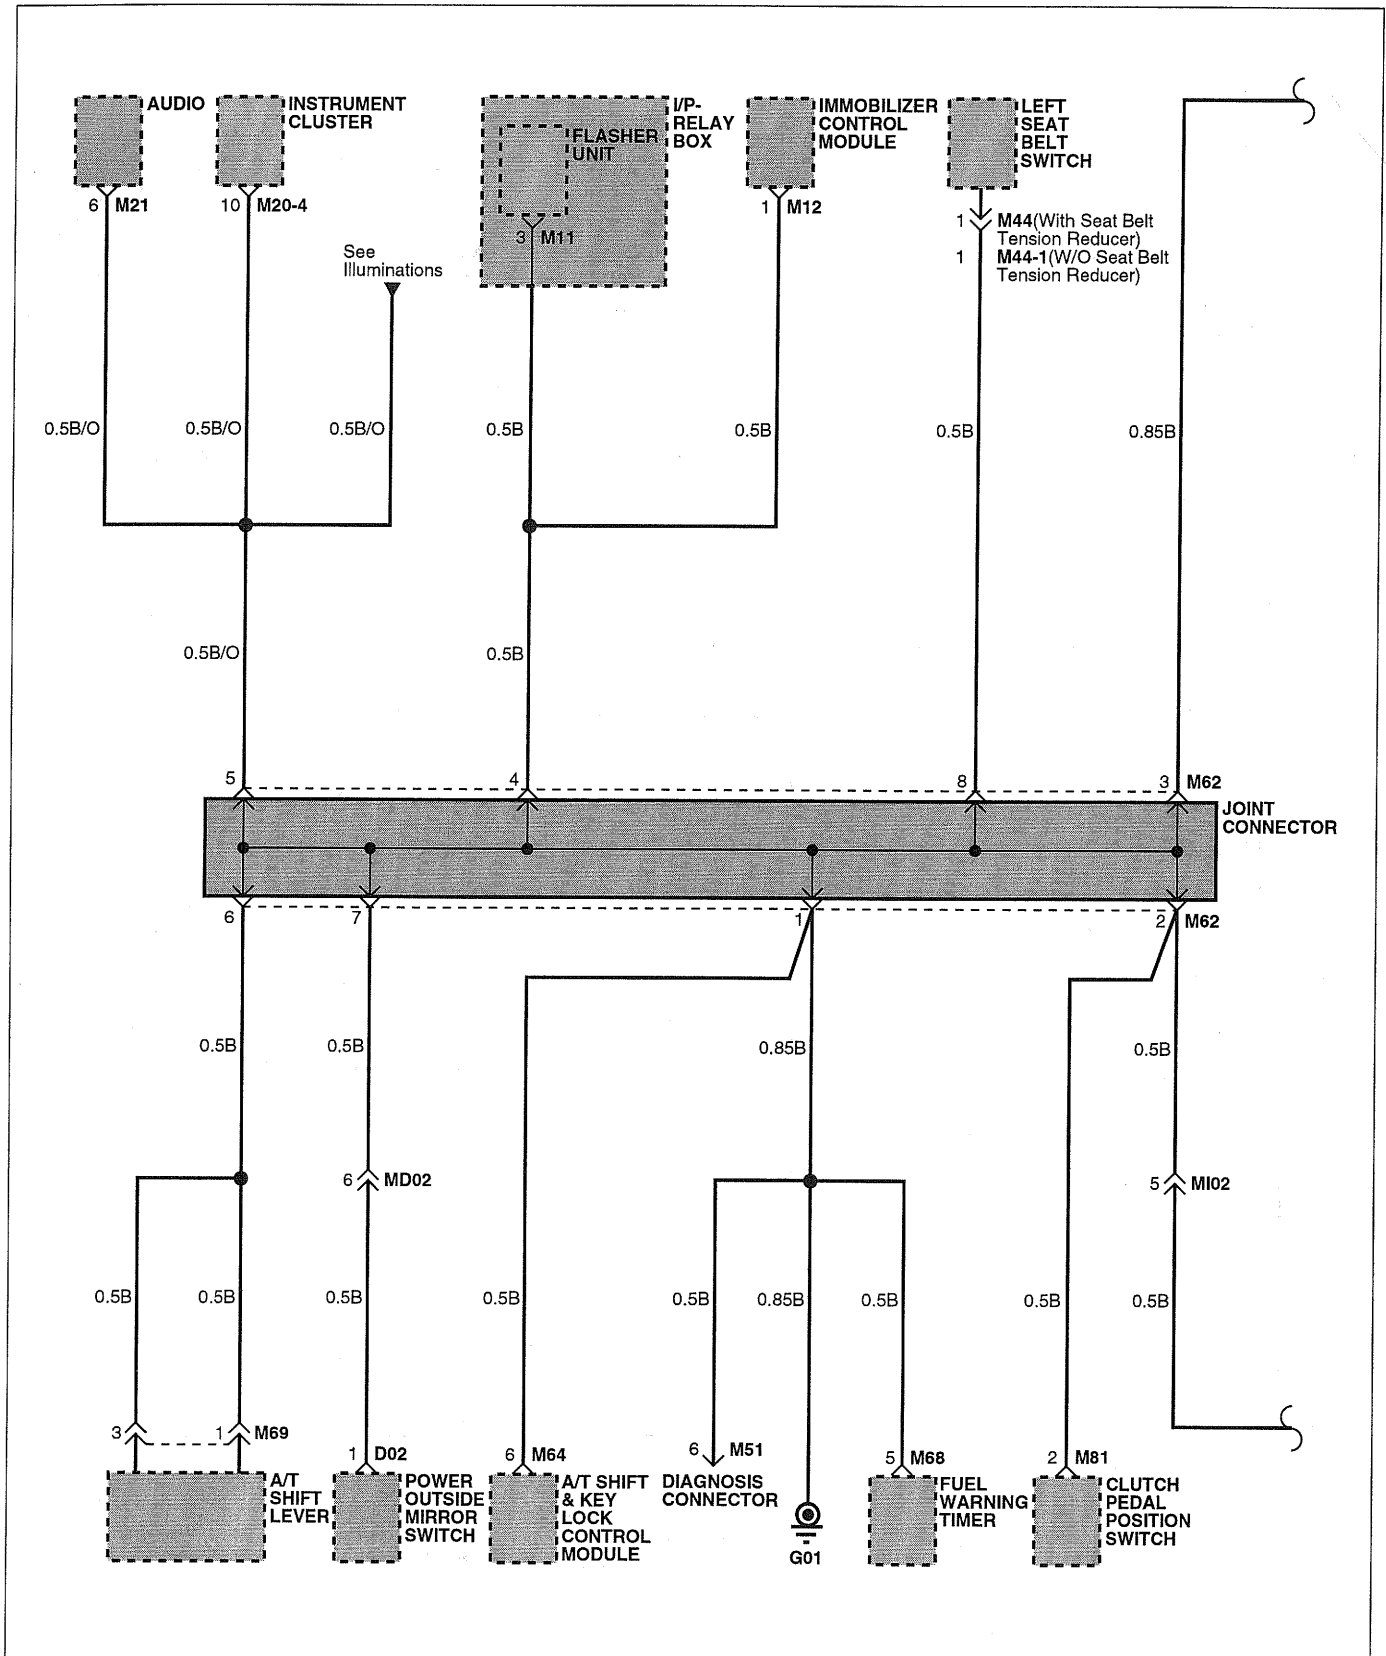 AUDIO
INSTRUMENT
CLUSTER
I/P-
RELAY
BOX
FLASHER
UNIT
IMMOBILIZER
CONTROL
MODULE
LEFT
SEAT
BELT
SWITCH
6 M21
10 M20-4
3 M11
1 M12
1 M44(With Seat Belt
Tension Reducer)
1 M44-1(W/O Seat Belt
Tension Reducer)
See
Illuminations
0.5B/O
0.5B/O
0.5B/O
0.5B
0.5B
0.5B
0.85B
0.5B/O
0.5B
5
4
8
3 M62
JOINT
CONNECTOR
6
7
1
2 M62
0.5B
0.5B
0.85B
0.5B
6 MD02
5 MI02
0.5B
0.5B
0.5B
0.5B
0.5B
0.85B
0.5B
0.5B
0.5B
3
1 M69
1 D02
6 M64
6 M51
5 M68
2 M81
A/T
SHIFT
LEVER
POWER
OUTSIDE
MIRROR
SWITCH
A/T SHIFT
& KEY
LOCK
CONTROL
MODULE
DIAGNOSIS
CONNECTOR
G01
FUEL
WARNING
TIMER
CLUTCH
PEDAL
POSITION
SWITCH